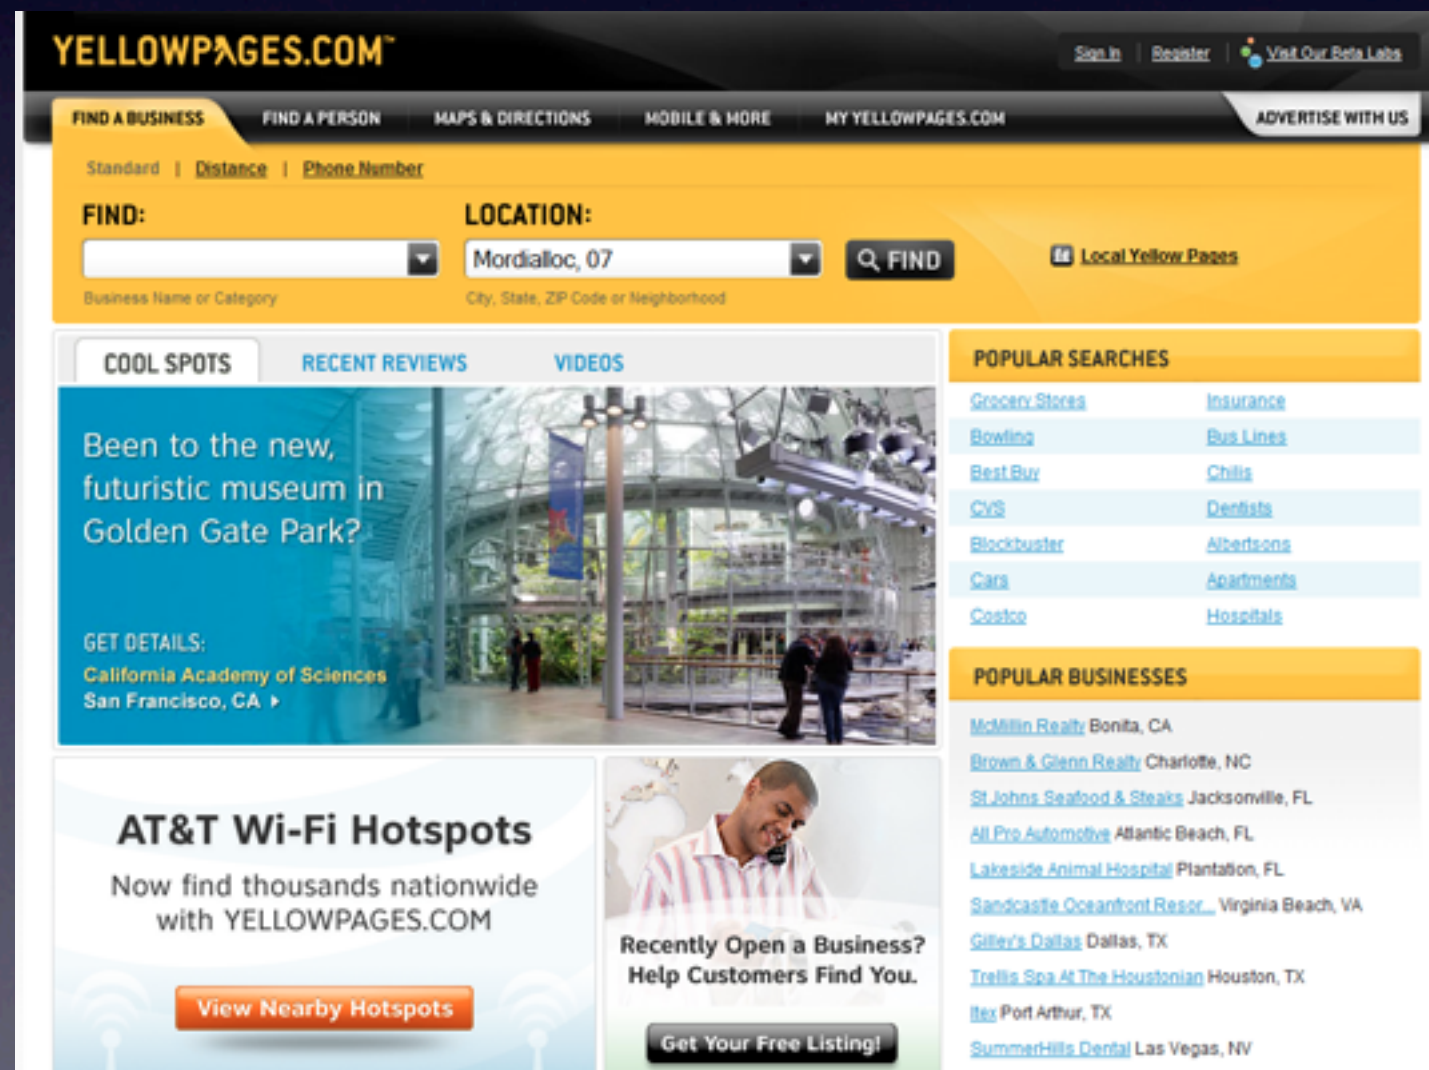 YELLOWPAGES.COM™
Sign In | Register | Visit Our Beta Labs
FIND A BUSINESS
FIND A PERSON
MAPS & DIRECTIONS
MOBILE & MORE
MY YELLOWPAGES.COM
ADVERTISE WITH US
Standard | Distance | Phone Number
FIND:
LOCATION:
Mordialloc, 07
FIND
Local Yellow Pages
Business Name or Category
City, State, ZIP Code or Neighborhood
COOL SPOTS
RECENT REVIEWS
VIDEOS
Been to the new,
futuristic museum in
Golden Gate Park?
GET DETAILS:
California Academy of Sciences
San Francisco, CA
POPULAR SEARCHES
Grocery Stores
Insurance
Bowling
Bus Lines
Best Buy
Chilis
CVS
Dentists
Blockbuster
Albertsons
Cars
Apartments
Costco
Hospitals
POPULAR BUSINESSES
McMillin Realty Bonita, CA
Brown & Glenn Realty Charlotte, NC
St Johns Seafood & Steaks Jacksonville, FL
All Pro Automotive Atlantic Beach, FL
Lakeside Animal Hospital Plantation, FL
Sandcastle Oceanfront Resor... Virginia Beach, VA
Gilley's Dallas Dallas, TX
Trellis Spa At The Houstonian Houston, TX
Itex Port Arthur, TX
SummerHills Dental Las Vegas, NV
AT&T Wi-Fi Hotspots
Now find thousands nationwide
with YELLOWPAGES.COM
View Nearby Hotspots
Recently Open a Business?
Help Customers Find You.
Get Your Free Listing!